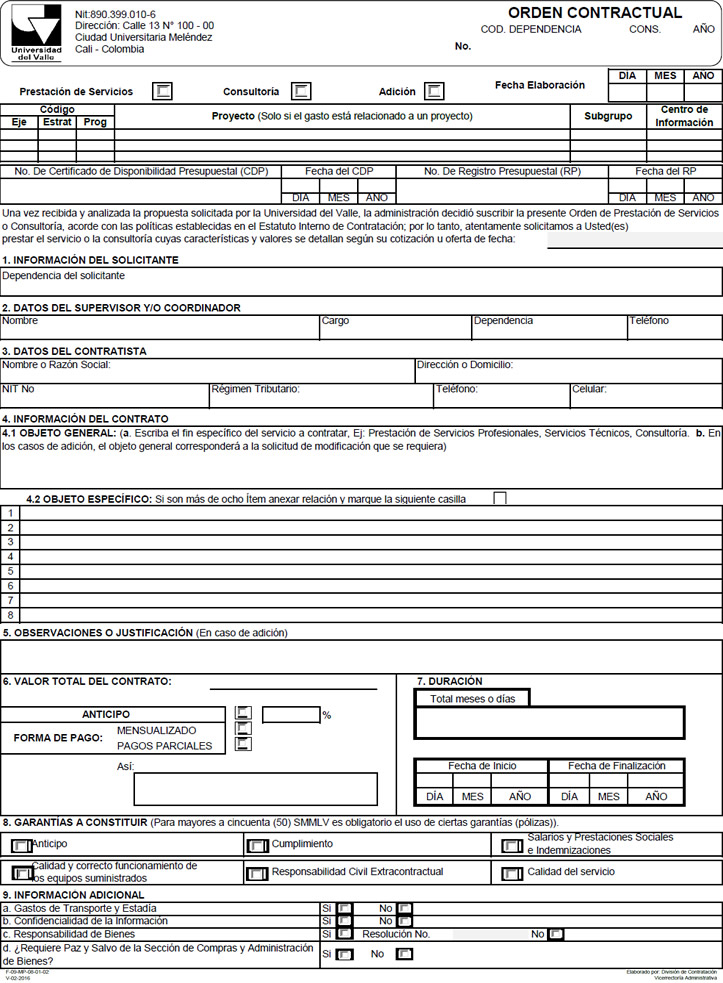 Universidad
del Valle
Nit:890.399.010-6
Dirección: Calle 13 N° 100 - 00
Ciudad Universitaria Meléndez
Cali - Colombia
ORDEN CONTRACTUAL
COD. DEPENDENCIA CONS. AÑO
No.
Prestación de Servicios Consultoría Adición Fecha Elaboración
DIA MES AÑO
Código
Eje Estrat Prog
Proyecto (Solo si el gasto está relacionado a un proyecto)
Subgrupo
Centro de
Información
No. De Certificado de Disponibilidad Presupuestal (CDP) Fecha del CDP No. De Registro Presupuestal (RP) Fecha del RP
DIA MES AÑO DIA MES AÑO
Una vez recibida y analizada la propuesta solicitada por la Universidad del Valle, la administración decidió suscribir la presente Orden de Prestación de Servicios
o Consultoría, acorde con las políticas establecidas en el Estatuto Interno de Contratación; por lo tanto, atentamente solicitamos a Usted(es)
prestar el servicio o la consultoría cuyas características y valores se detallan según su cotización u oferta de fecha:
1. INFORMACIÓN DEL SOLICITANTE
Dependencia del solicitante
2. DATOS DEL SUPERVISOR Y/O COORDINADOR
Nombre Cargo Dependencia Teléfono
3. DATOS DEL CONTRATISTA
Nombre o Razón Social: Dirección o Domicilio:
NIT No Régimen Tributario: Teléfono: Celular:
4. INFORMACIÓN DEL CONTRATO
4.1 OBJETO GENERAL: (a. Escriba el fin específico del servicio a contratar, Ej: Prestación de Servicios Profesionales, Servicios Técnicos, Consultoría. b. En
los casos de adición, el objeto general corresponderá a la solicitud de modificación que se requiera)
4.2 OBJETO ESPECÍFICO: Si son más de ocho Ítem anexar relación y marque la siguiente casilla
1
2
3
4
5
6
7
8
5. OBSERVACIONES O JUSTIFICACIÓN (En caso de adición)
6. VALOR TOTAL DEL CONTRATO:
ANTICIPO %
FORMA DE PAGO: MENSUALIZADO
PAGOS PARCIALES
Así:
7. DURACIÓN
Total meses o días
Fecha de Inicio Fecha de Finalización
DÍA MES AÑO DÍA MES AÑO
8. GARANTÍAS A CONSTITUIR (Para mayores a cincuenta (50) SMMLV es obligatorio el uso de ciertas garantías (pólizas)).
Anticipo Cumplimiento Salarios y Prestaciones Sociales
e Indemnizaciones
Calidad y correcto funcionamiento de
los equipos suministrados
Responsabilidad Civil Extracontractual Calidad del servicio
9. INFORMACIÓN ADICIONAL
a. Gastos de Transporte y Estadía Si No
b. Confidencialidad de la Información Si No
c. Responsabilidad de Bienes Si Resolución No. No
d. ¿Requiere Paz y Salvo de la Sección de Compras y Administración
de Bienes? Si No
F-09-MP-08-01-02
V-02-2016
Elaborado por: División de Contratación
Vicerrectoría Administrativa